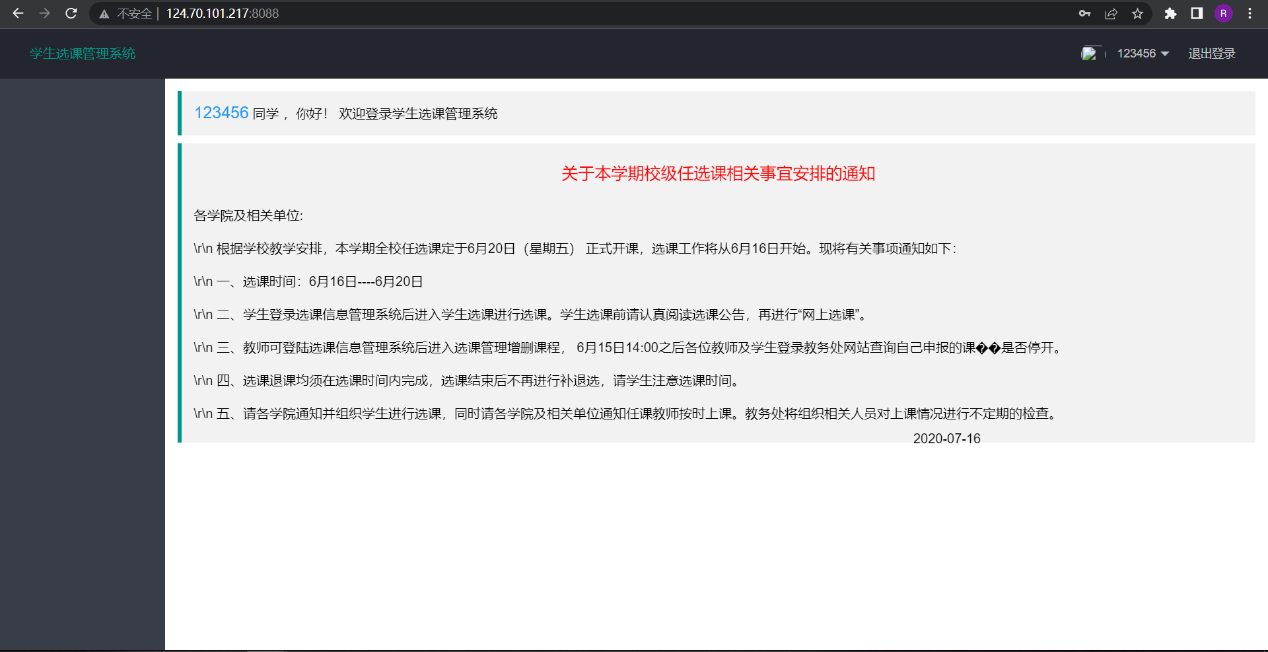 不安全 | 124.70.101.217:8088
R
学生选课管理系统
123456
退出登录
123456 同学 ，你好！ 欢迎登录学生选课管理系统
关于本学期校级任选课相关事宜安排的通知
各学院及相关单位:
\r\n 根据学校教学安排，本学期全校任选课定于6月20日（星期五） 正式开课，选课工作将从6月16日开始。现将有关事项通知如下：
\r\n 一、选课时间：6月16日----6月20日
\r\n 二、学生登录选课信息管理系统后进入学生选课进行选课。学生选课前请认真阅读选课公告，再进行“网上选课”。
\r\n 三、教师可登陆选课信息管理系统后进入选课管理增删课程， 6月15日14:00之后各位教师及学生登录教务处网站查询自己申报的课��是否停开。
\r\n 四、选课退课均须在选课时间内完成，选课结束后不再进行补退选，请学生注意选课时间。
\r\n 五、请各学院通知并组织学生进行选课，同时请各学院及相关单位通知任课教师按时上课。教务处将组织相关人员对上课情况进行不定期的检查。
2020-07-16